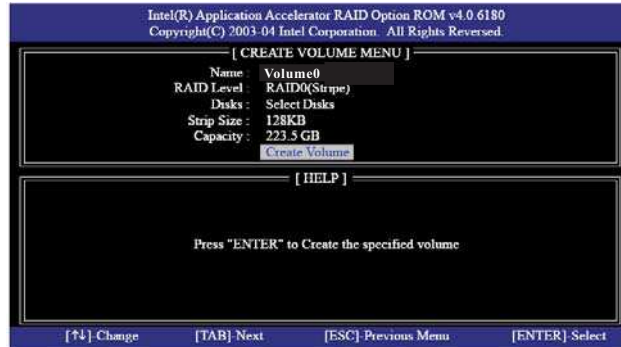 Intel(R) Application Accelerator RAID Option ROM v4.0.6180
Copyright(C) 2003-04 Intel Corporation. All Rights Reversed.
[ CREATE VOLUME MENU ]
Name : Volume0
RAID Level : RAID0(Stripe)
Disks : Select Disks
Strip Size : 128KB
Capacity : 223.5 GB
Create Volume
[ HELP ]
Press "ENTER" to Create the specified volume
[↑↓]-Change [TAB]-Next [ESC]-Previous Menu [ENTER]-Select